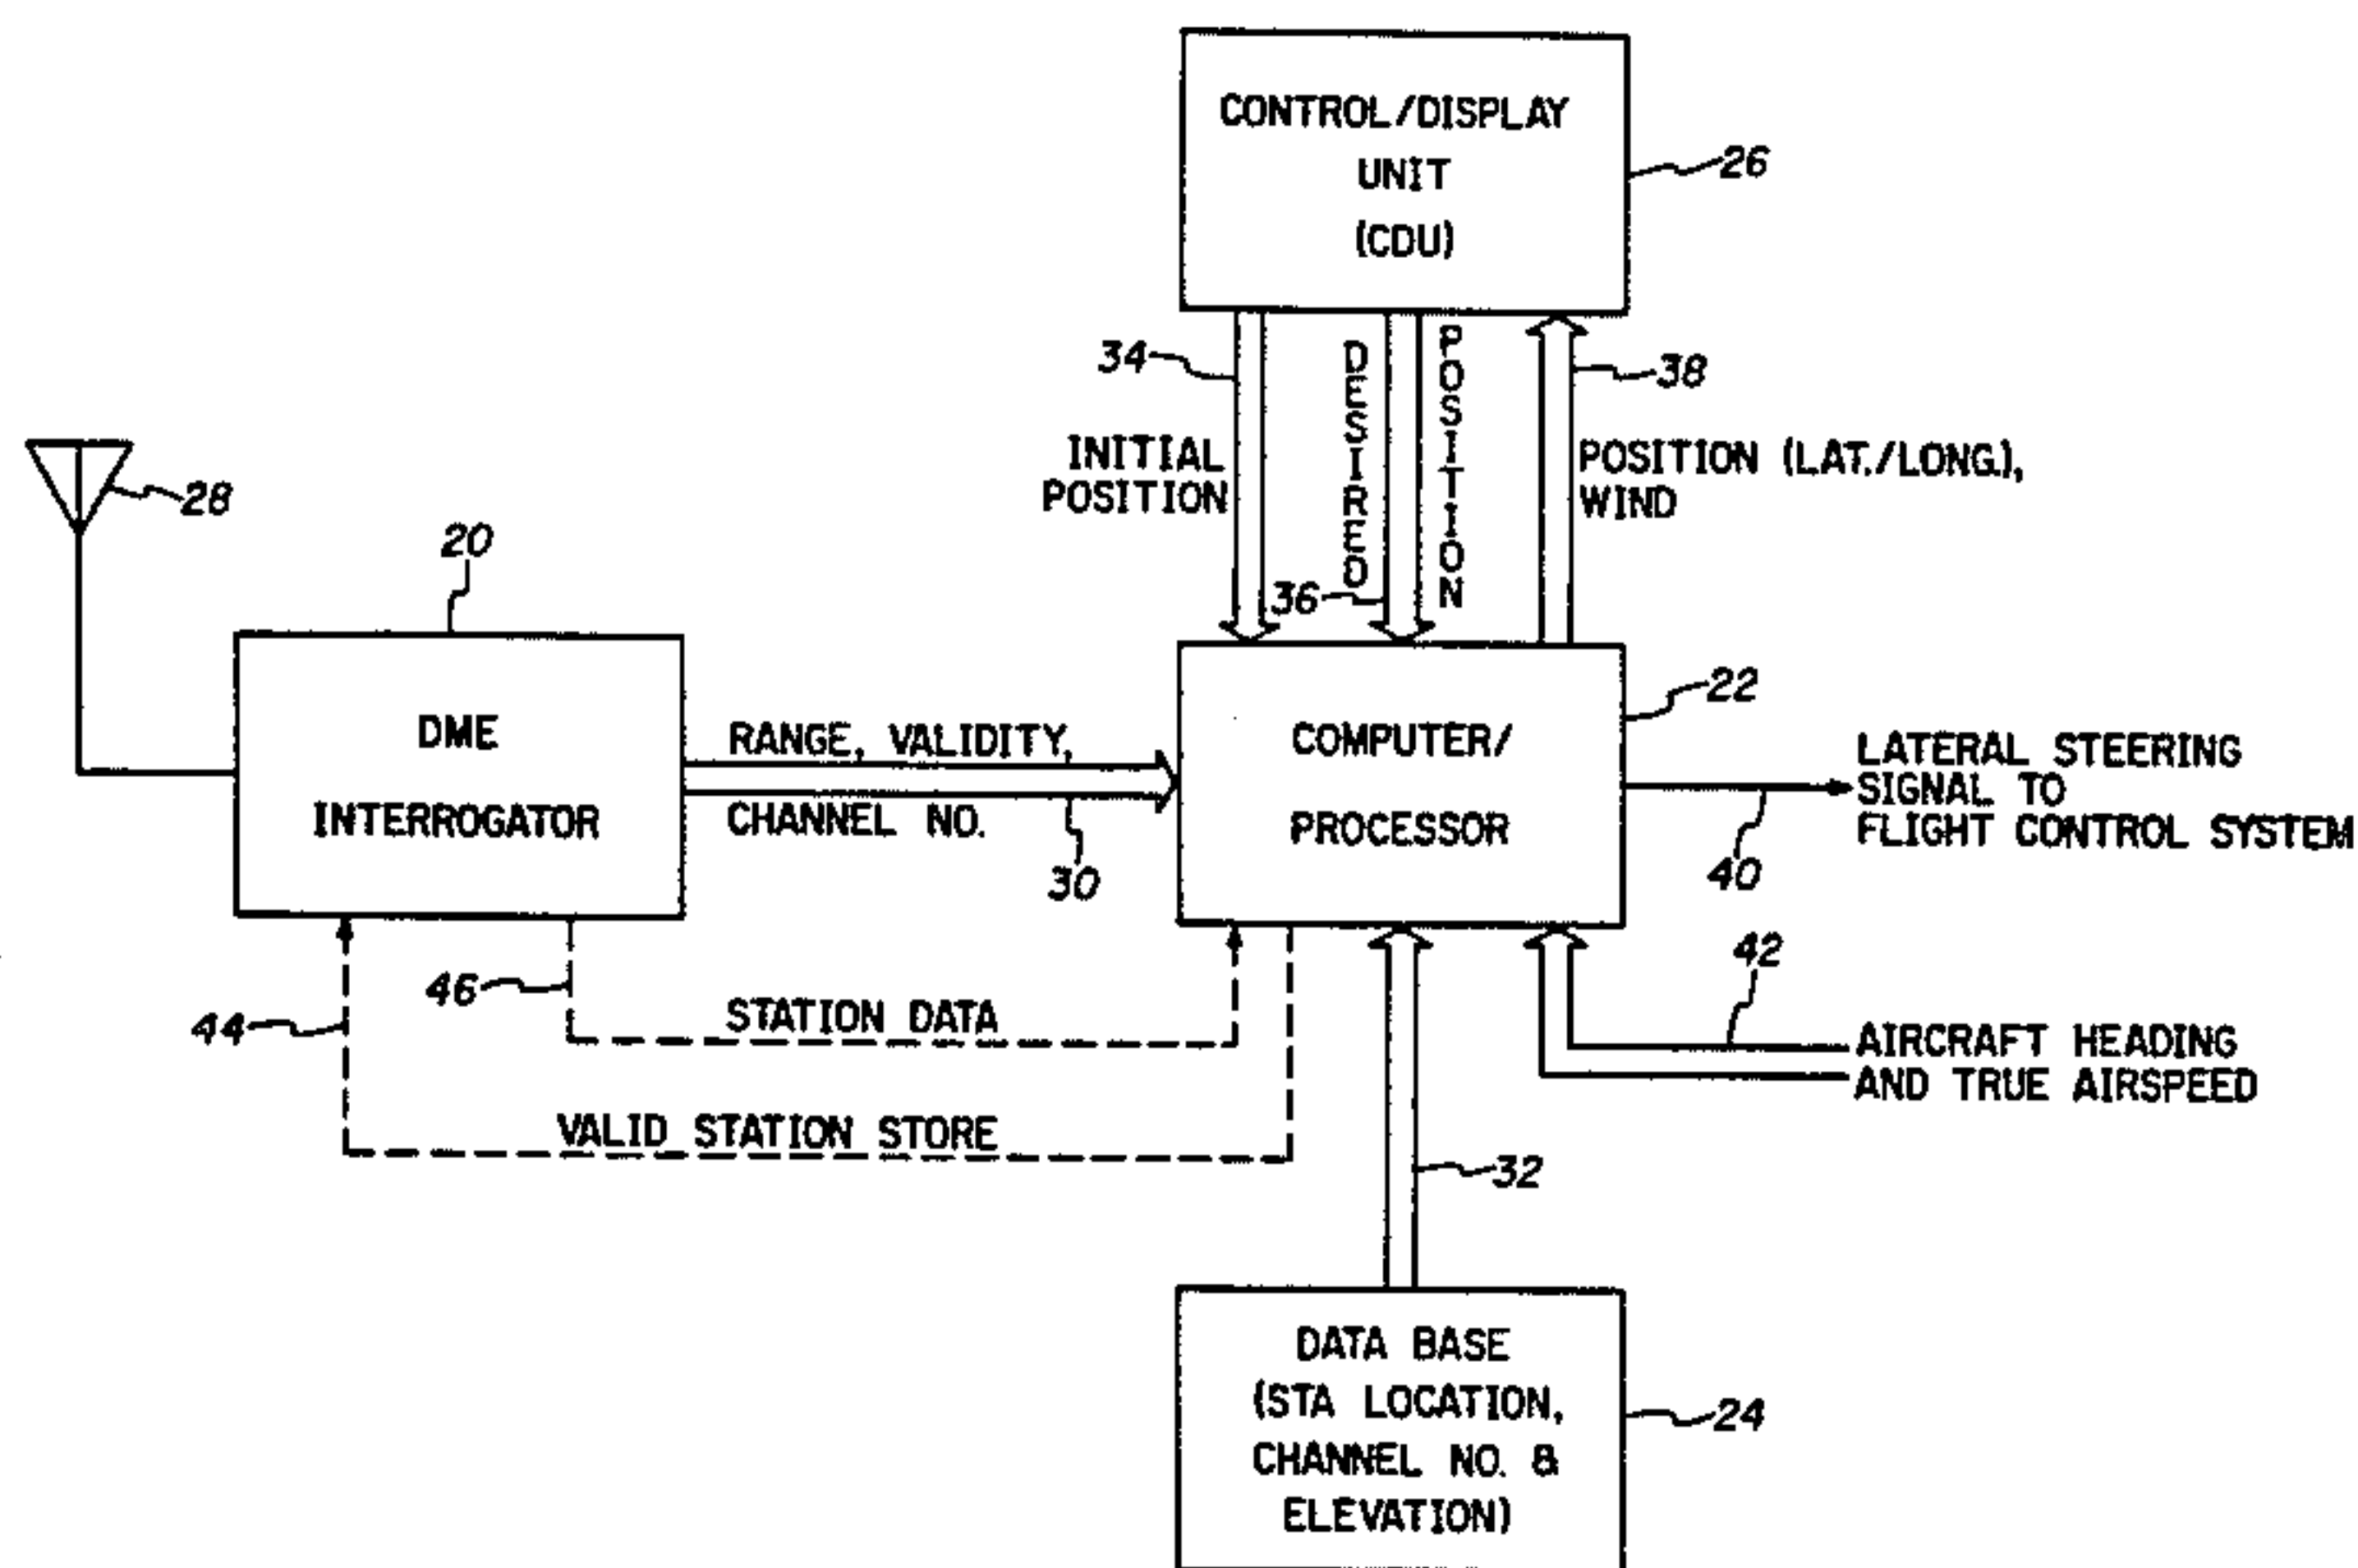 CONTROL/DISPLAY
UNIT
(CDU)
26
34
INITIAL
POSITION
DESIRED
36
POSITION
38
POSITION (LAT./LONG.),
WIND
28
20
DME
INTERROGATOR
RANGE, VALIDITY,
CHANNEL NO.
30
COMPUTER/
PROCESSOR
22
LATERAL STEERING
SIGNAL TO
FLIGHT CONTROL SYSTEM
40
42
AIRCRAFT HEADING
AND TRUE AIRSPEED
46
STATION DATA
44
VALID STATION STORE
32
DATA BASE
(STA LOCATION,
CHANNEL NO. &
ELEVATION)
24